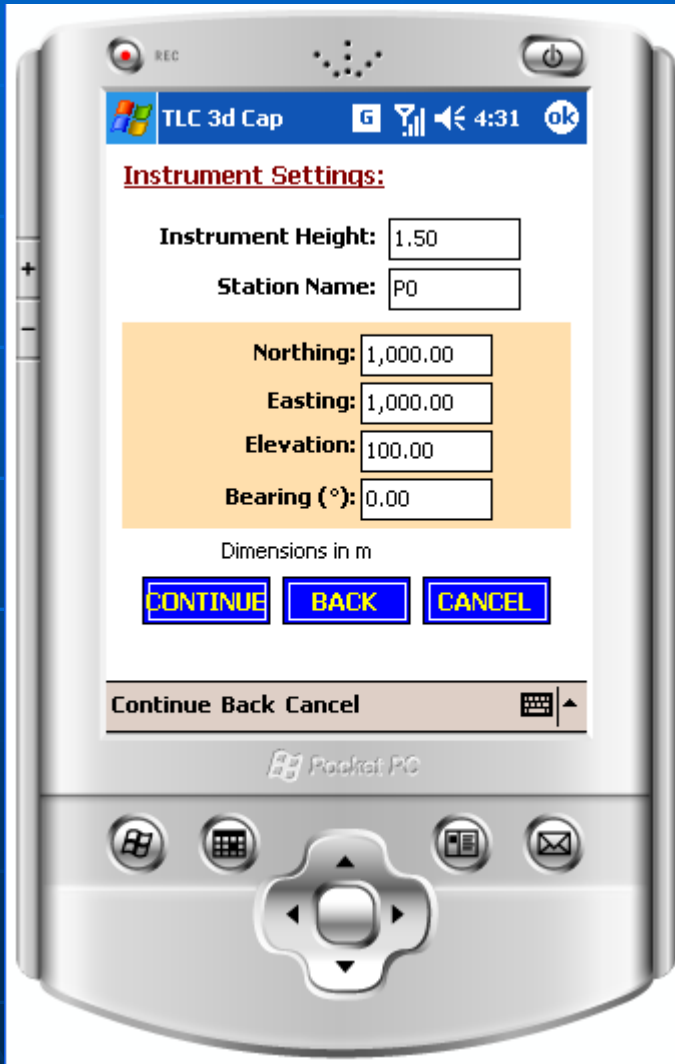 REC
TLC 3d Cap G 4:31 ok
Instrument Settings:
Instrument Height: 1.50
Station Name: P0
Northing: 1,000.00
Easting: 1,000.00
Elevation: 100.00
Bearing (°): 0.00
Dimensions in m
CONTINUE BACK CANCEL
Continue Back Cancel
Pocket PC